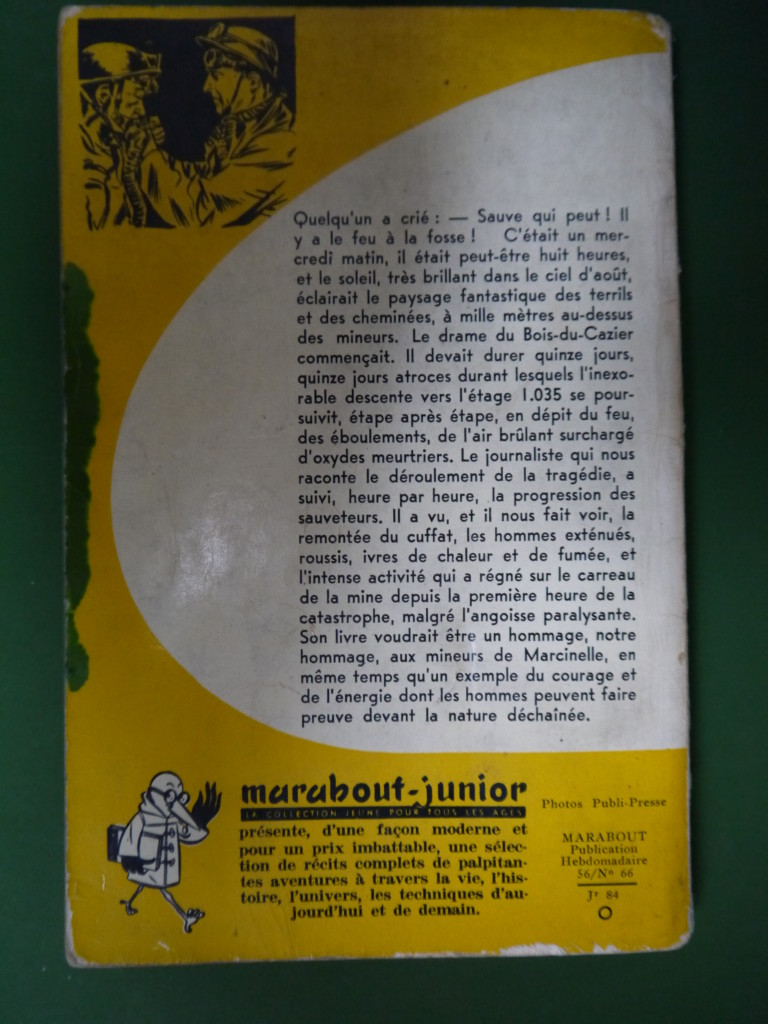 Quelqu'un a crié : — Sauve qui peut ! Il
y a le feu à la fosse ! C'était un mer-
credi matin, il était peut-être huit heures,
et le soleil, très brillant dans le ciel d'août,
éclairait le paysage fantastique des terrils
et des cheminées, à mille mètres au-dessus
des mineurs. Le drame du Bois-du-Cazier
commençait. Il devait durer quinze jours,
quinze jours atroces durant lesquels l'inexo-
rable descente vers l'étage 1.035 se pour-
suivit, étape après étape, en dépit du feu,
des éboulements, de l'air brûlant surchargé
d'oxydes meurtriers. Le journaliste qui nous
raconte le déroulement de la tragédie, a
suivi, heure par heure, la progression des
sauveteurs. Il a vu, et il nous fait voir, la
remontée du cuffat, les hommes exténués,
roussis, ivres de chaleur et de fumée, et
l'intense activité qui a régné sur le carreau
de la mine depuis la première heure de la
catastrophe, malgré l'angoisse paralysante.
Son livre voudrait être un hommage, notre
hommage, aux mineurs de Marcinelle, en
même temps qu'un exemple du courage et
de l'énergie dont les hommes peuvent faire
preuve devant la nature déchaînée.
marabout-junior
LA COLLECTION JEUNE POUR TOUS LES AGES
présente, d'une façon moderne et
pour un prix imbattable, une sélec-
tion de récits complets de palpitan-
tes aventures à travers la vie, l'his-
toire, l'univers, les techniques d'au-
jourd'hui et de demain.
Photos Publi-Presse
MARABOUT
Publication
Hebdomadaire
56/Nº 66
Jr 84